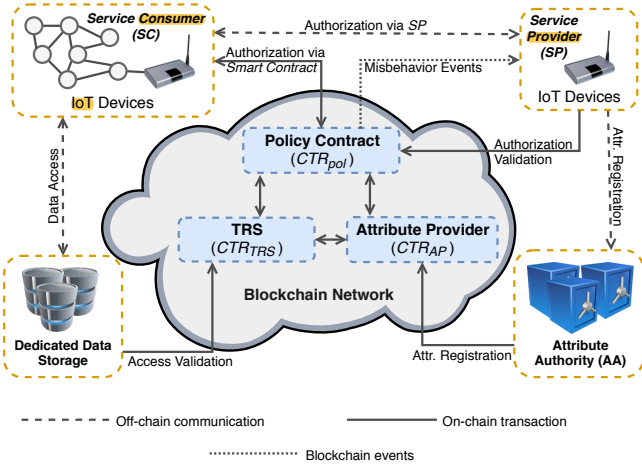 Service Consumer
(SC)
IoT Devices
Authorization via SP
Service
Provider
(SP)
IoT Devices
Authorization via
Smart Contract
Misbehavior Events
Policy Contract
(CTRpol)
Authorization
Validation
Data Access
Attr. Registration
TRS
(CTRTRS)
Attribute Provider
(CTRAP)
Blockchain Network
Dedicated Data
Storage
Access Validation
Attr. Registration
Attribute
Authority (AA)
Off-chain communication
On-chain transaction
Blockchain events